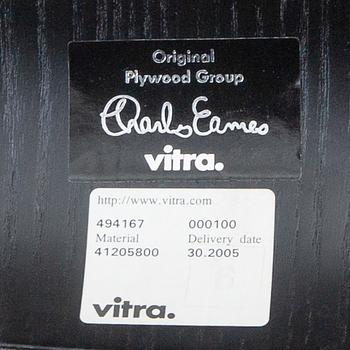 Original
Plywood Group
Charles Eames
vitra.
http://www.vitra.com
494167 000100
Material Delivery date
41205800 30.2005
vitra.